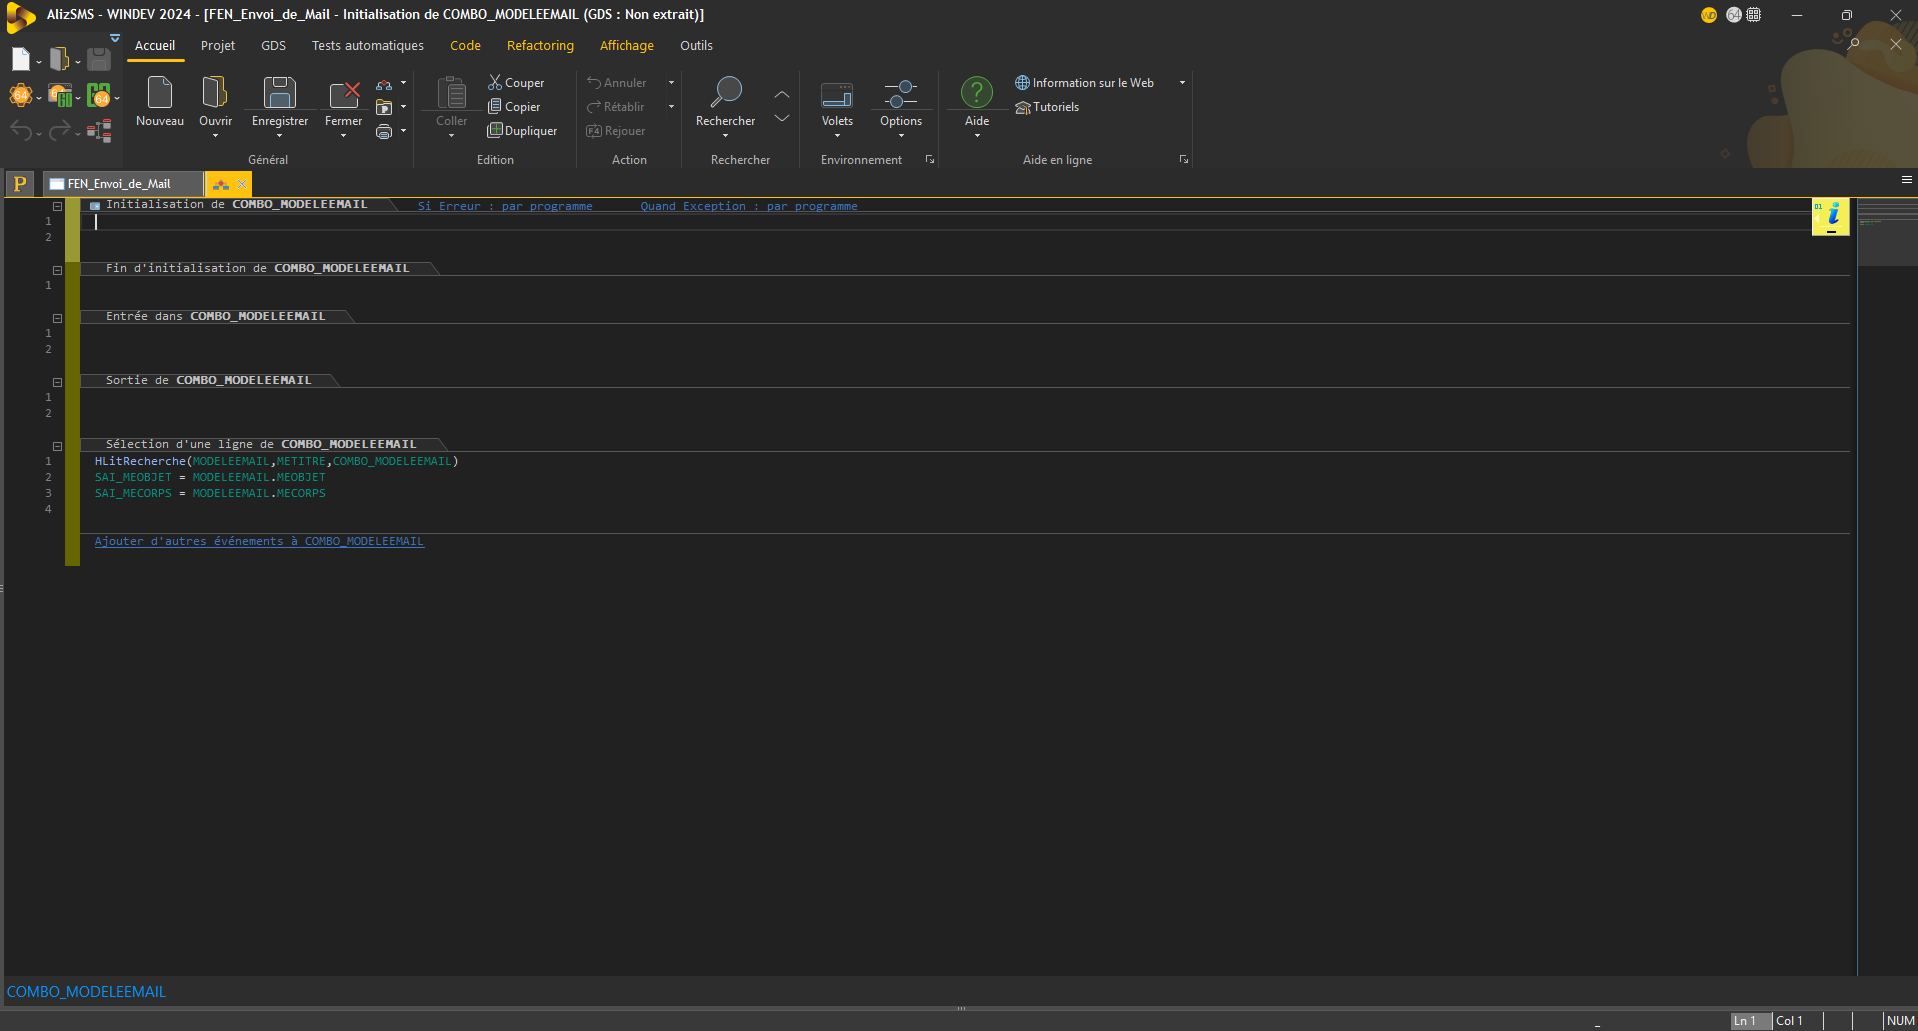 AlizSMS - WINDEV 2024 - [FEN_Envoi_de_Mail - Initialisation de COMBO_MODELEEMAIL (GDS : Non extrait)]
WD 64
Accueil Projet GDS Tests automatiques Code Refactoring Affichage Outils
Nouveau Ouvrir Enregistrer Fermer
Général
Coller
Couper
Copier
Dupliquer
Edition
Annuler
Rétablir
F4 Rejouer
Action
Rechercher
Rechercher
Volets Options
Environnement
Aide
Information sur le Web
Tutoriels
Aide en ligne
P FEN_Envoi_de_Mail
Initialisation de COMBO_MODELEEMAIL Si Erreur : par programme Quand Exception : par programme
1
2
Fin d'initialisation de COMBO_MODELEEMAIL
1
Entrée dans COMBO_MODELEEMAIL
1
2
Sortie de COMBO_MODELEEMAIL
1
2
Sélection d'une ligne de COMBO_MODELEEMAIL
1 HLitRecherche(MODELEEMAIL,METITRE,COMBO_MODELEEMAIL)
2 SAI_MEOBJET = MODELEEMAIL.MEOBJET
3 SAI_MECORPS = MODELEEMAIL.MECORPS
4
Ajouter d'autres événements à COMBO_MODELEEMAIL
COMBO_MODELEEMAIL
Ln 1 Col 1 NUM